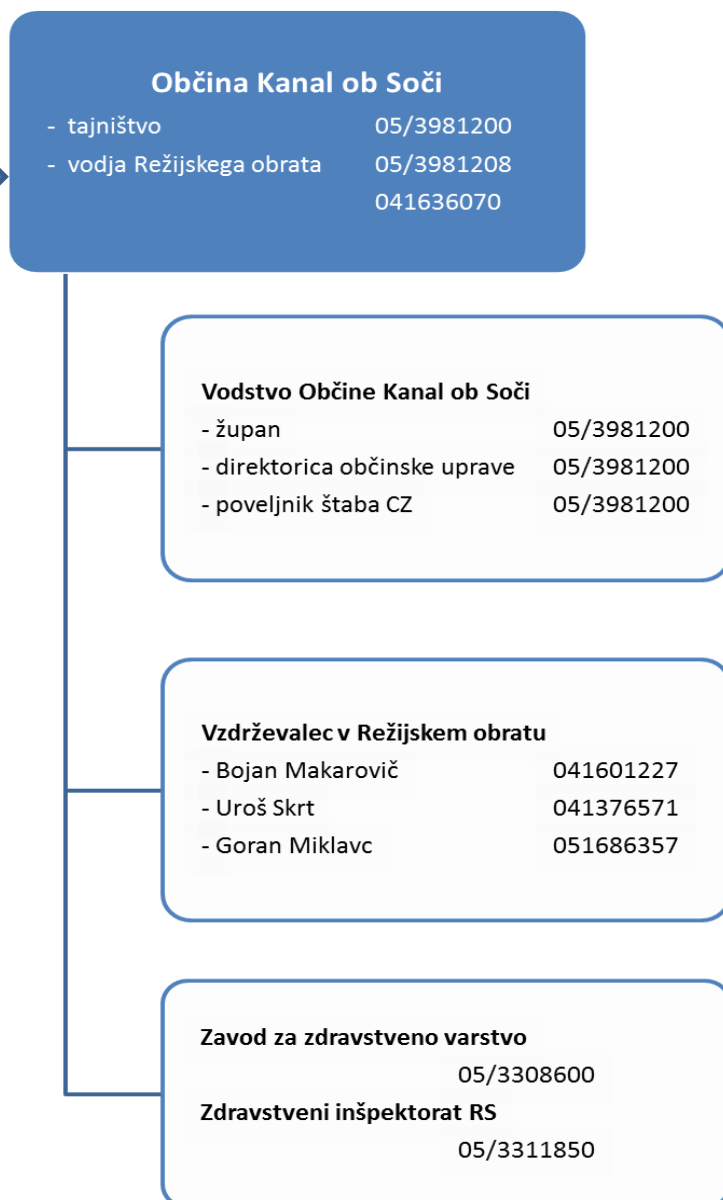 Občina Kanal ob Soči
- tajništvo 05/3981200
- vodja Režijskega obrata 05/3981208
041636070
Vodstvo Občine Kanal ob Soči
- župan 05/3981200
- direktorica občinske uprave 05/3981200
- poveljnik štaba CZ 05/3981200
Vzdrževalec v Režijskem obratu
- Bojan Makarovič 041601227
- Uroš Skrt 041376571
- Goran Miklavc 051686357
Zavod za zdravstveno varstvo
05/3308600
Zdravstveni inšpektorat RS
05/3311850